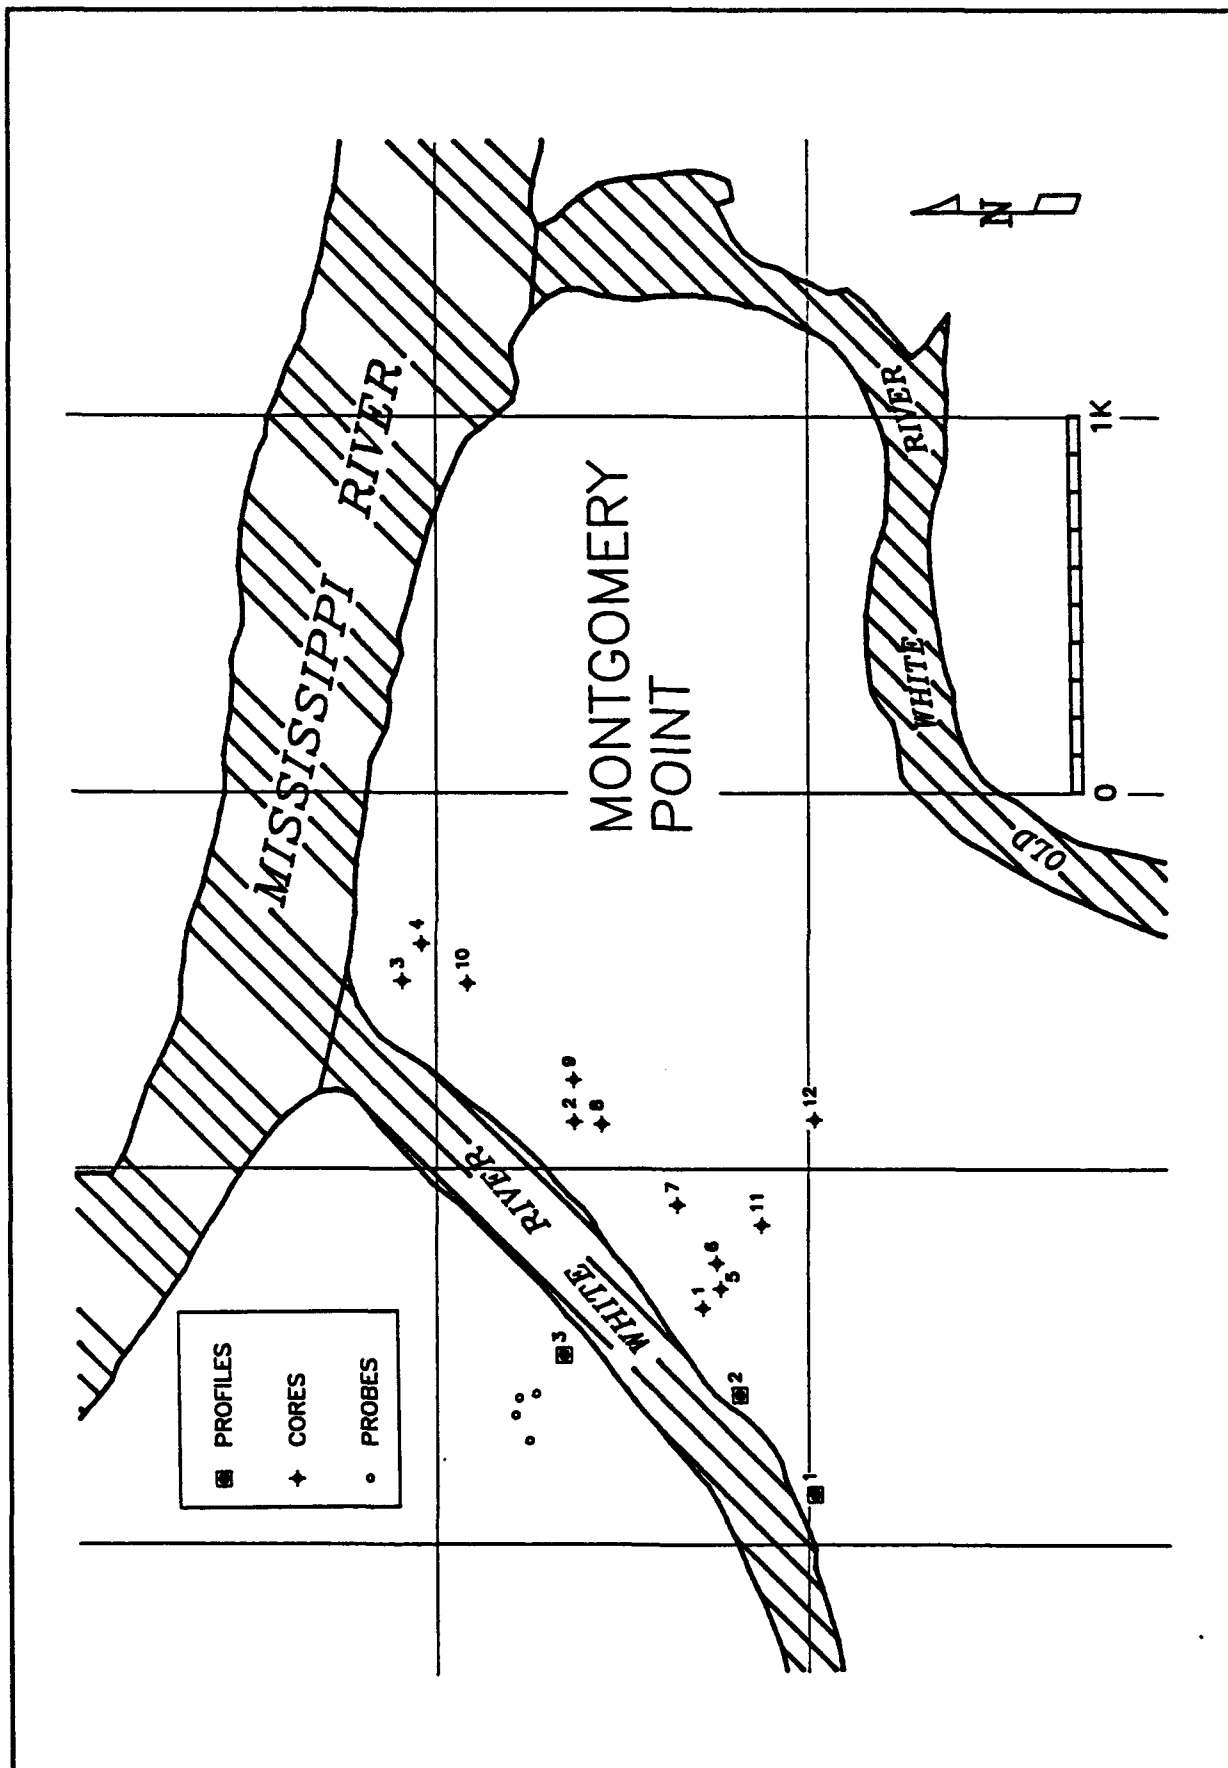 MISSISSIPPI RIVER
PROFILES
CORES
PROBES
3
4
10
2
9
8
WHITE RIVER
3
7
6
5
1
11
12
2
1
MONTGOMERY
POINT
OLD WHITE RIVER
N
0
1K